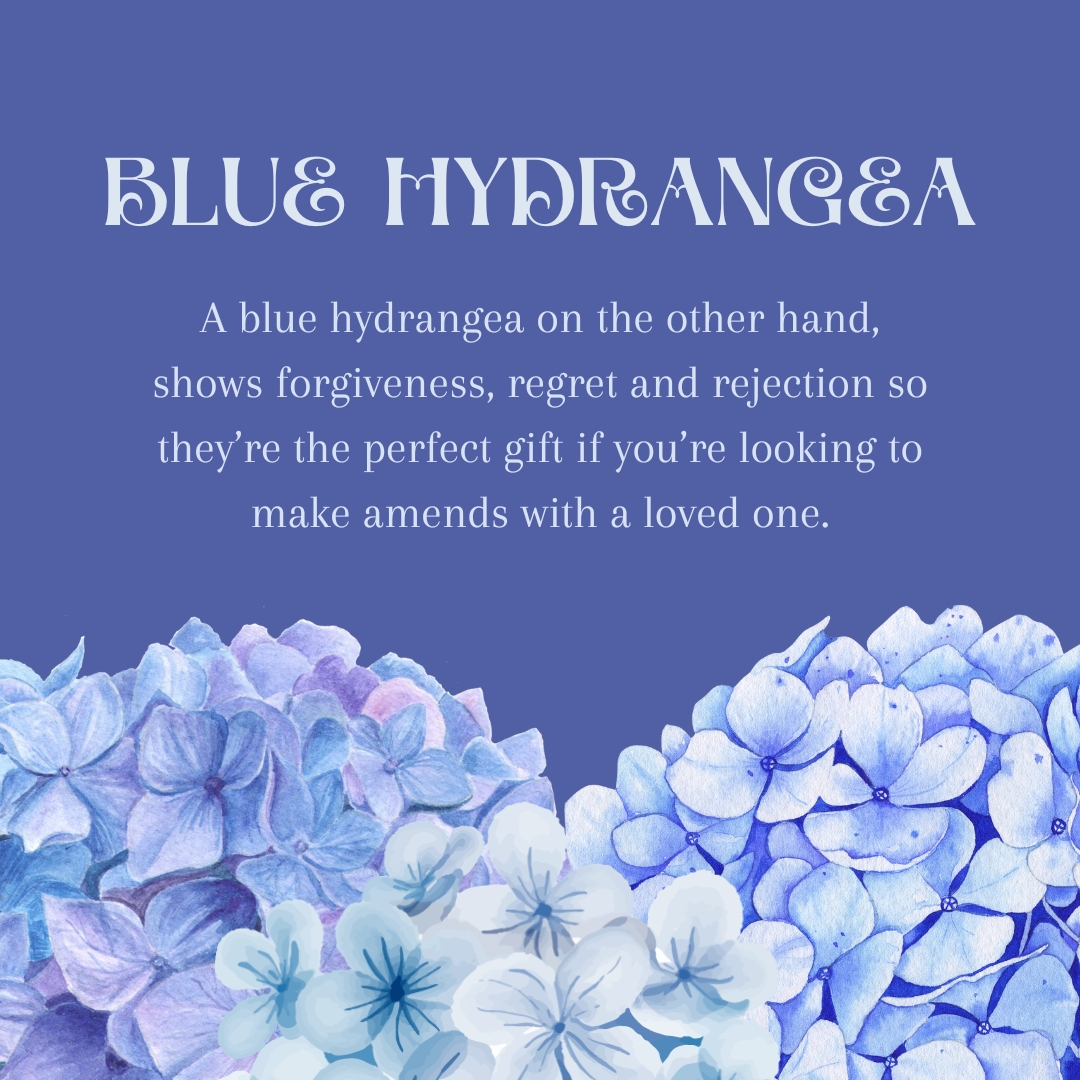 BLUE HYDRANGEA
A blue hydrangea on the other hand,
shows forgiveness, regret and rejection so
they’re the perfect gift if you’re looking to
make amends with a loved one.